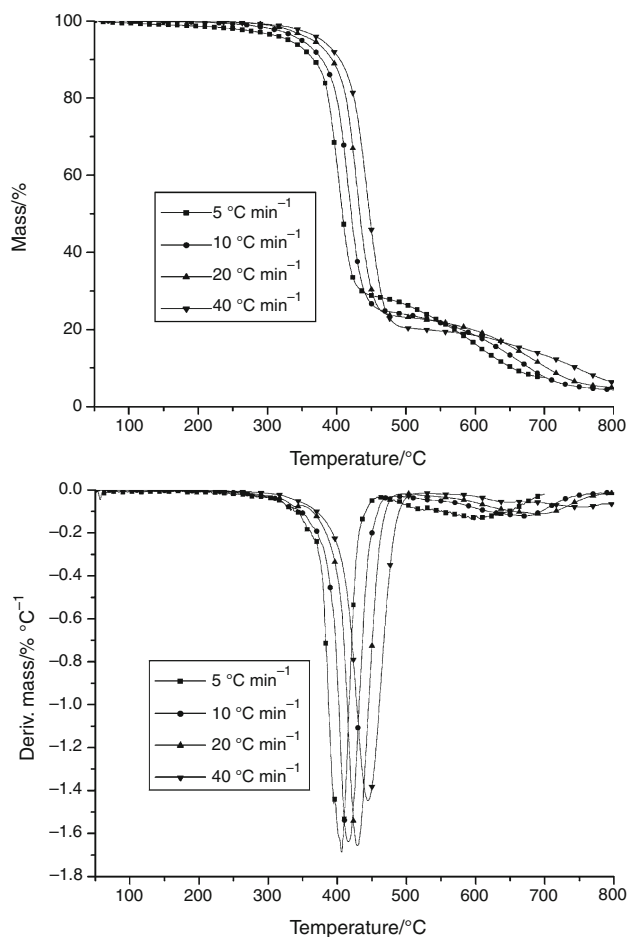 100
80
60
40
20
0
Mass/%
5 °C min⁻¹
10 °C min⁻¹
20 °C min⁻¹
40 °C min⁻¹
100 200 300 400 500 600 700 800
Temperature/°C
0.0
−0.2
−0.4
−0.6
−0.8
−1.0
−1.2
−1.4
−1.6
−1.8
Deriv. mass/% °C⁻¹
5 °C min⁻¹
10 °C min⁻¹
20 °C min⁻¹
40 °C min⁻¹
100 200 300 400 500 600 700 800
Temperature/°C